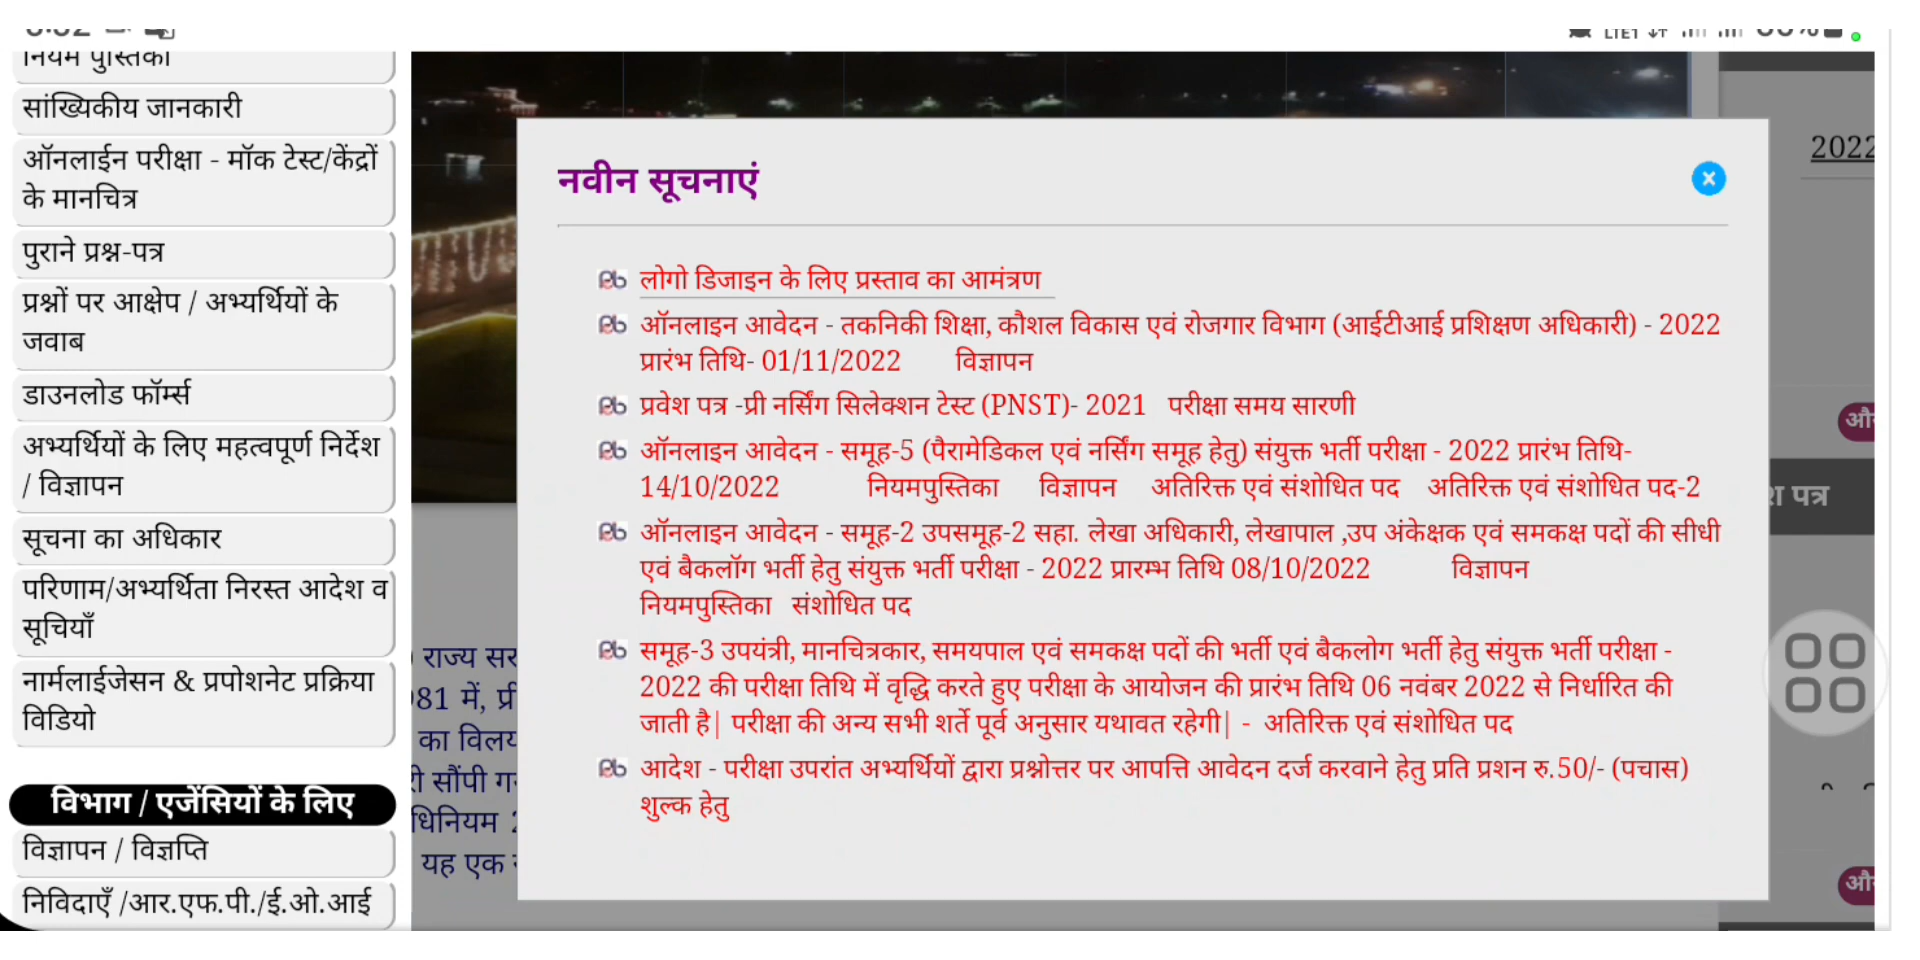 नियम पुस्तिका
सांख्यिकीय जानकारी
ऑनलाईन परीक्षा - मॉक टेस्ट/केंद्रों
के मानचित्र
पुराने प्रश्न-पत्र
प्रश्नों पर आक्षेप / अभ्यर्थियों के
जवाब
डाउनलोड फॉर्म्स
अभ्यर्थियों के लिए महत्वपूर्ण निर्देश
/ विज्ञापन
सूचना का अधिकार
परिणाम/अभ्यर्थिता निरस्त आदेश व
सूचियाँ
नार्मलाईजेसन & प्रपोशनेट प्रक्रिया
विडियो
विभाग / एजेंसियों के लिए
विज्ञापन / विज्ञप्ति
निविदाएँ /आर.एफ.पी./ई.ओ.आई
नवीन सूचनाएं
लोगो डिजाइन के लिए प्रस्ताव का आमंत्रण
ऑनलाइन आवेदन - तकनिकी शिक्षा, कौशल विकास एवं रोजगार विभाग (आईटीआई प्रशिक्षण अधिकारी) - 2022
प्रारंभ तिथि- 01/11/2022 विज्ञापन
प्रवेश पत्र -प्री नर्सिंग सिलेक्शन टेस्ट (PNST)- 2021 परीक्षा समय सारणी
ऑनलाइन आवेदन - समूह-5 (पैरामेडिकल एवं नर्सिंग समूह हेतु) संयुक्त भर्ती परीक्षा - 2022 प्रारंभ तिथि-
14/10/2022 नियमपुस्तिका विज्ञापन अतिरिक्त एवं संशोधित पद अतिरिक्त एवं संशोधित पद-2
ऑनलाइन आवेदन - समूह-2 उपसमूह-2 सहा. लेखा अधिकारी, लेखापाल ,उप अंकेक्षक एवं समकक्ष पदों की सीधी
एवं बैकलॉग भर्ती हेतु संयुक्त भर्ती परीक्षा - 2022 प्रारम्भ तिथि 08/10/2022 विज्ञापन
नियमपुस्तिका संशोधित पद
समूह-3 उपयंत्री, मानचित्रकार, समयपाल एवं समकक्ष पदों की भर्ती एवं बैकलोग भर्ती हेतु संयुक्त भर्ती परीक्षा -
2022 की परीक्षा तिथि में वृद्धि करते हुए परीक्षा के आयोजन की प्रारंभ तिथि 06 नवंबर 2022 से निर्धारित की
जाती है| परीक्षा की अन्य सभी शर्ते पूर्व अनुसार यथावत रहेगी| - अतिरिक्त एवं संशोधित पद
आदेश - परीक्षा उपरांत अभ्यर्थियों द्वारा प्रश्नोत्तर पर आपत्ति आवेदन दर्ज करवाने हेतु प्रति प्रशन रु.50/- (पचास)
शुल्क हेतु
राज्य
81 में,
का
सौंपी
यह एक
2022
पत्र